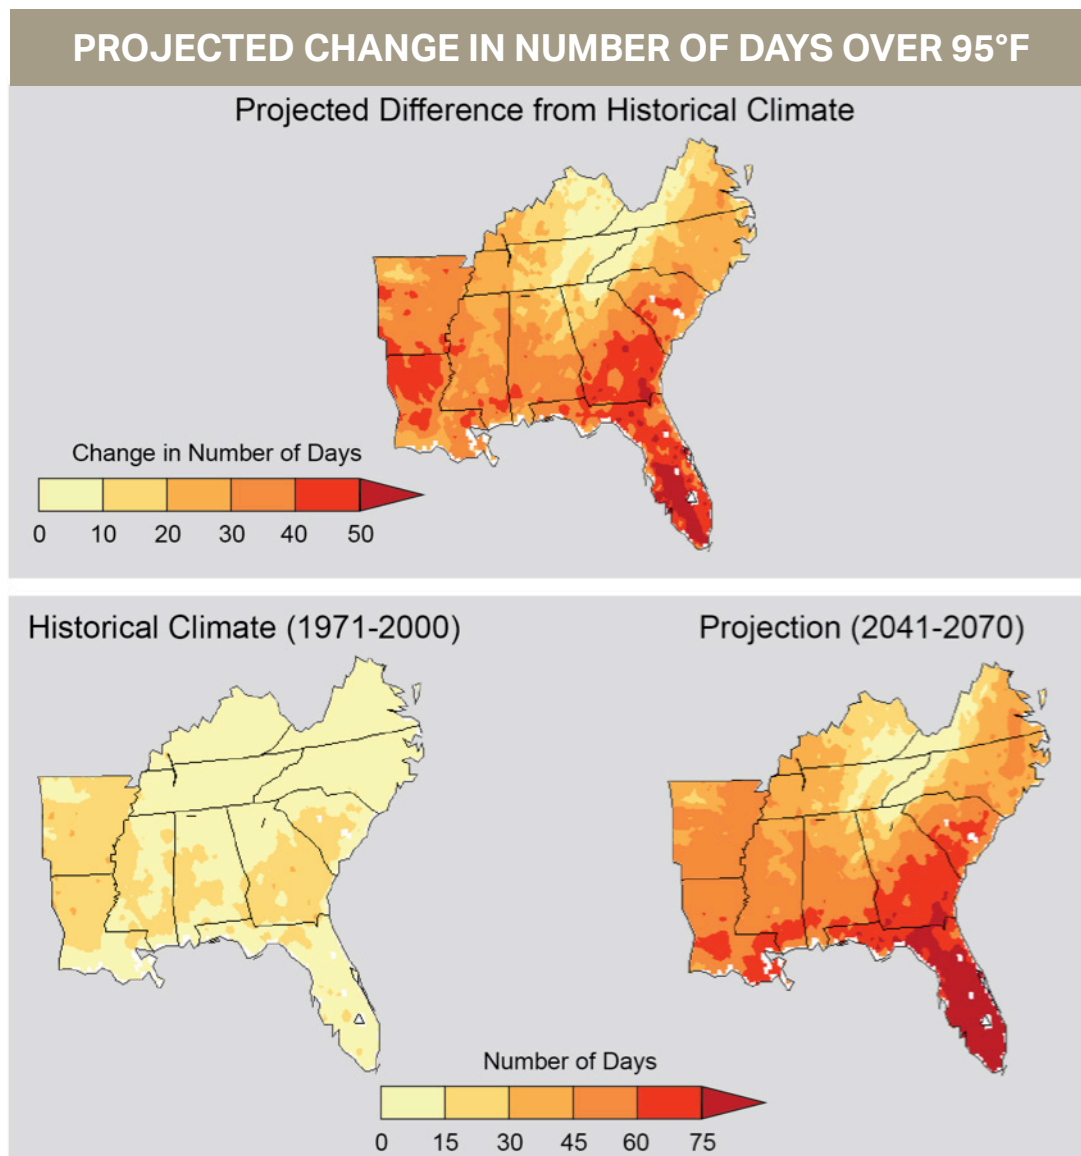 PROJECTED CHANGE IN NUMBER OF DAYS OVER 95°F
Projected Difference from Historical Climate
Change in Number of Days
0 10 20 30 40 50
Historical Climate (1971-2000)
Projection (2041-2070)
Number of Days
0 15 30 45 60 75